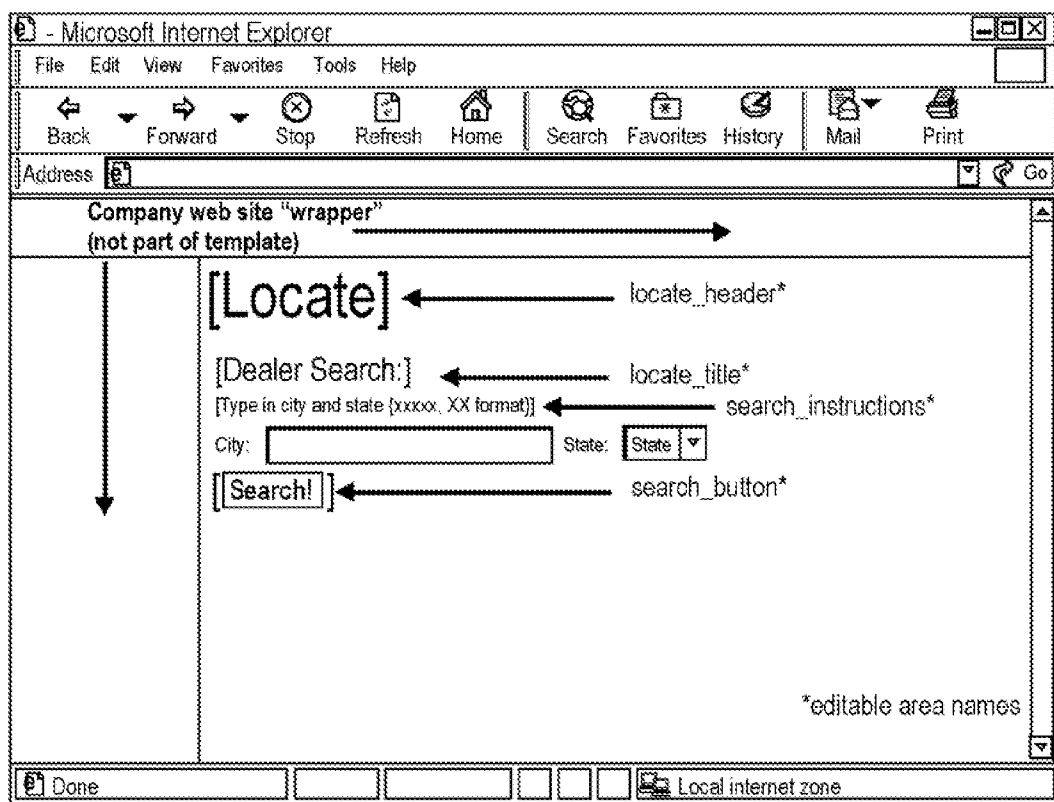 - Microsoft Internet Explorer
File Edit View Favorites Tools Help
Back Forward Stop Refresh Home Search Favorites History Mail Print
Address Go
Company web site “wrapper”
(not part of template)
[Locate] locate_header*
[Dealer Search:] locate_title*
[Type in city and state (xxxxx, XX format)] search_instructions*
City: State: State
[Search!] search_button*
*editable area names
Done Local internet zone